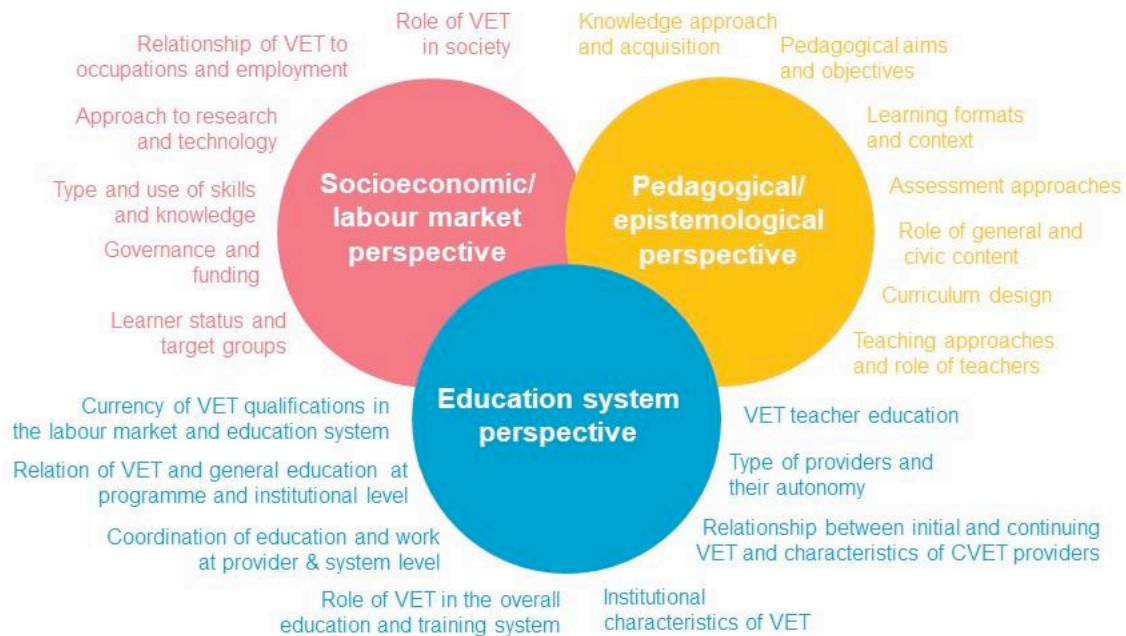 Role of VET
in society
Relationship of VET to
occupations and employment
Approach to research
and technology
Type and use of skills
and knowledge
Governance and
funding
Learner status and
target groups
Socioeconomic/
labour market
perspective
Knowledge approach
and acquisition
Pedagogical aims
and objectives
Learning formats
and context
Assessment approaches
Role of general and
civic content
Curriculum design
Teaching approaches
and role of teachers
Pedagogical/
epistemological
perspective
Education system
perspective
Currency of VET qualifications in
the labour market and education system
Relation of VET and general education at
programme and institutional level
Coordination of education and work
at provider & system level
Role of VET in the overall
education and training system
VET teacher education
Type of providers and
their autonomy
Relationship between initial and continuing
VET and characteristics of CVET providers
Institutional
characteristics of VET